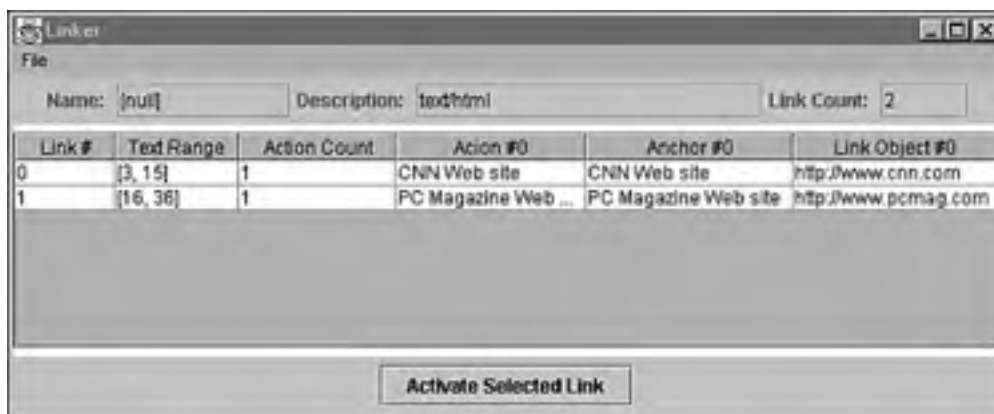 Linker
File
Name: [null] Description: text/html Link Count: 2
Link # Text Range Action Count Acion #0 Anchor #0 Link Object #0
0 [3, 15] 1 CNN Web site CNN Web site http://www.cnn.com
1 [16, 36] 1 PC Magazine Web ... PC Magazine Web site http://www.pcmag.com
Activate Selected Link